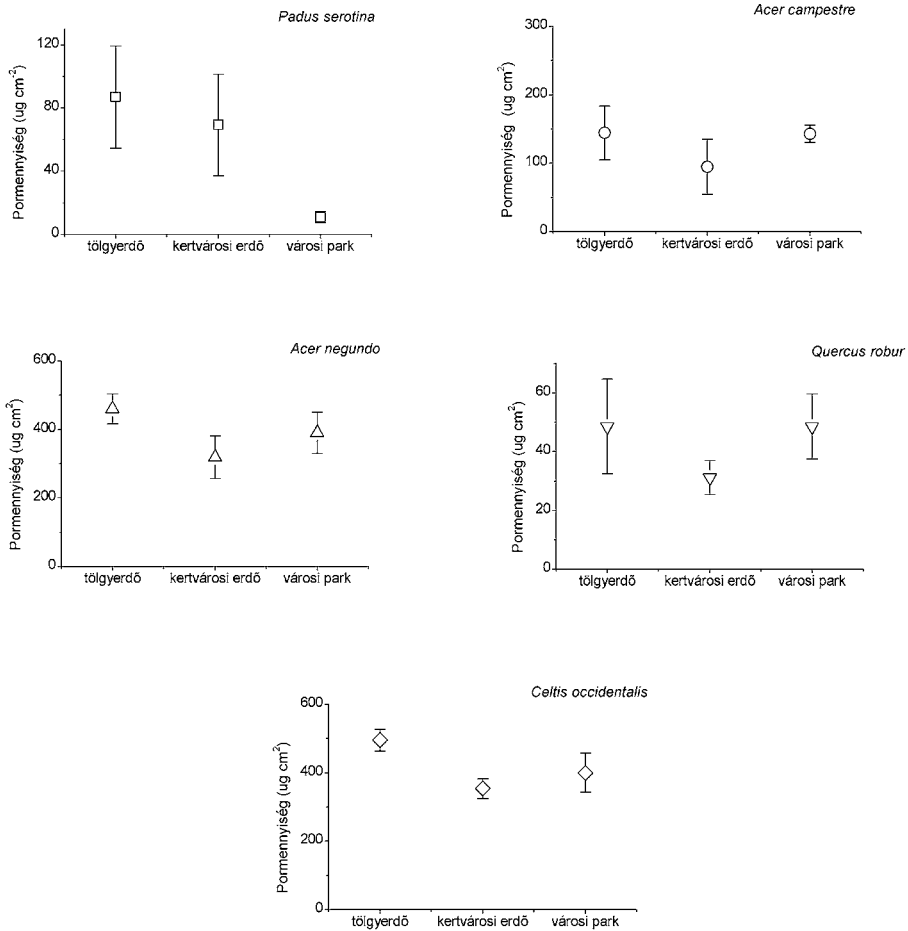 Padus serotina
Pormennyiség (ug cm-2)
120
80
40
0
tölgyerdő kertvárosi erdő városi park
Acer campestre
Pormennyiség (ug cm2)
300
200
100
0
tölgyerdő kertvárosi erdő városi park
Acer negundo
Pormennyiség (ug cm2)
600
400
200
0
tölgyerdő kertvárosi erdő városi park
Quercus robur
Pormennyiség (ug cm2)
60
40
20
0
tölgyerdő kertvárosi erdő városi park
Celtis occidentalis
Pormennyiség (ug cm2)
600
400
200
0
tölgyerdő kertvárosi erdő városi park